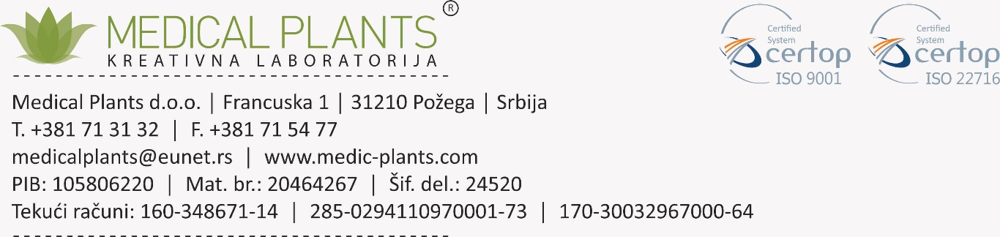 MEDICAL PLANTS®
KREATIVNA LABORATORIJA
Certified
System
certop
ISO 9001
Certified
System
certop
ISO 22716
Medical Plants d.o.o. | Francuska 1 | 31210 Požega | Srbija
T. +381 71 31 32 | F. +381 71 54 77
medicalplants@eunet.rs | www.medic-plants.com
PIB: 105806220 | Mat. br.: 20464267 | Šif. del.: 24520
Tekući računi: 160-348671-14 | 285-0294110970001-73 | 170-30032967000-64